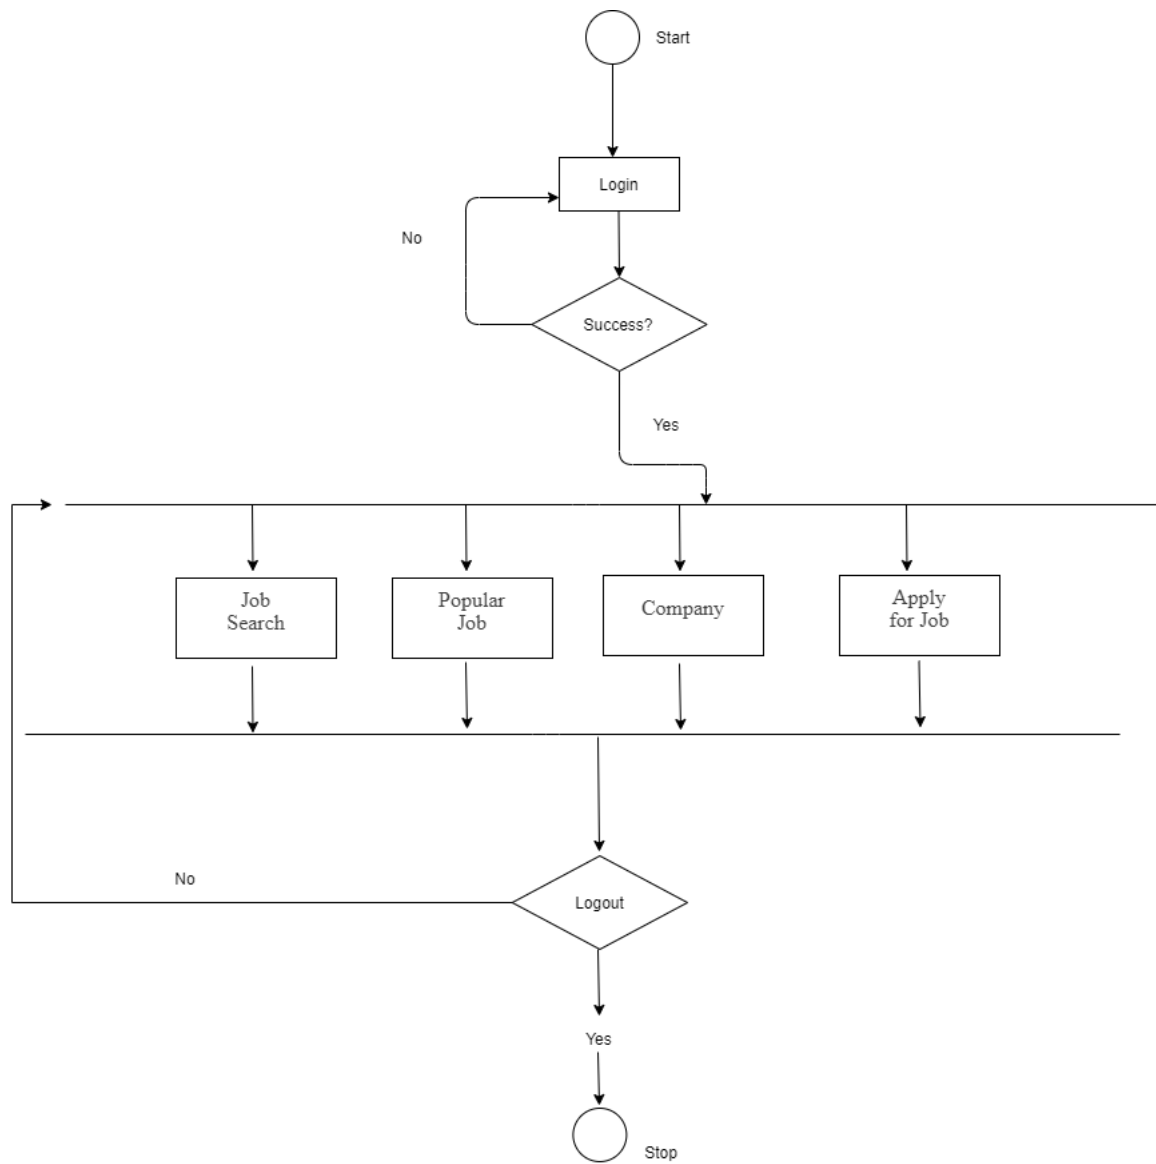 Start
Login
No
Success?
Yes
Job
Search
Popular
Job
Company
Apply
for Job
No
Logout
Yes
Stop